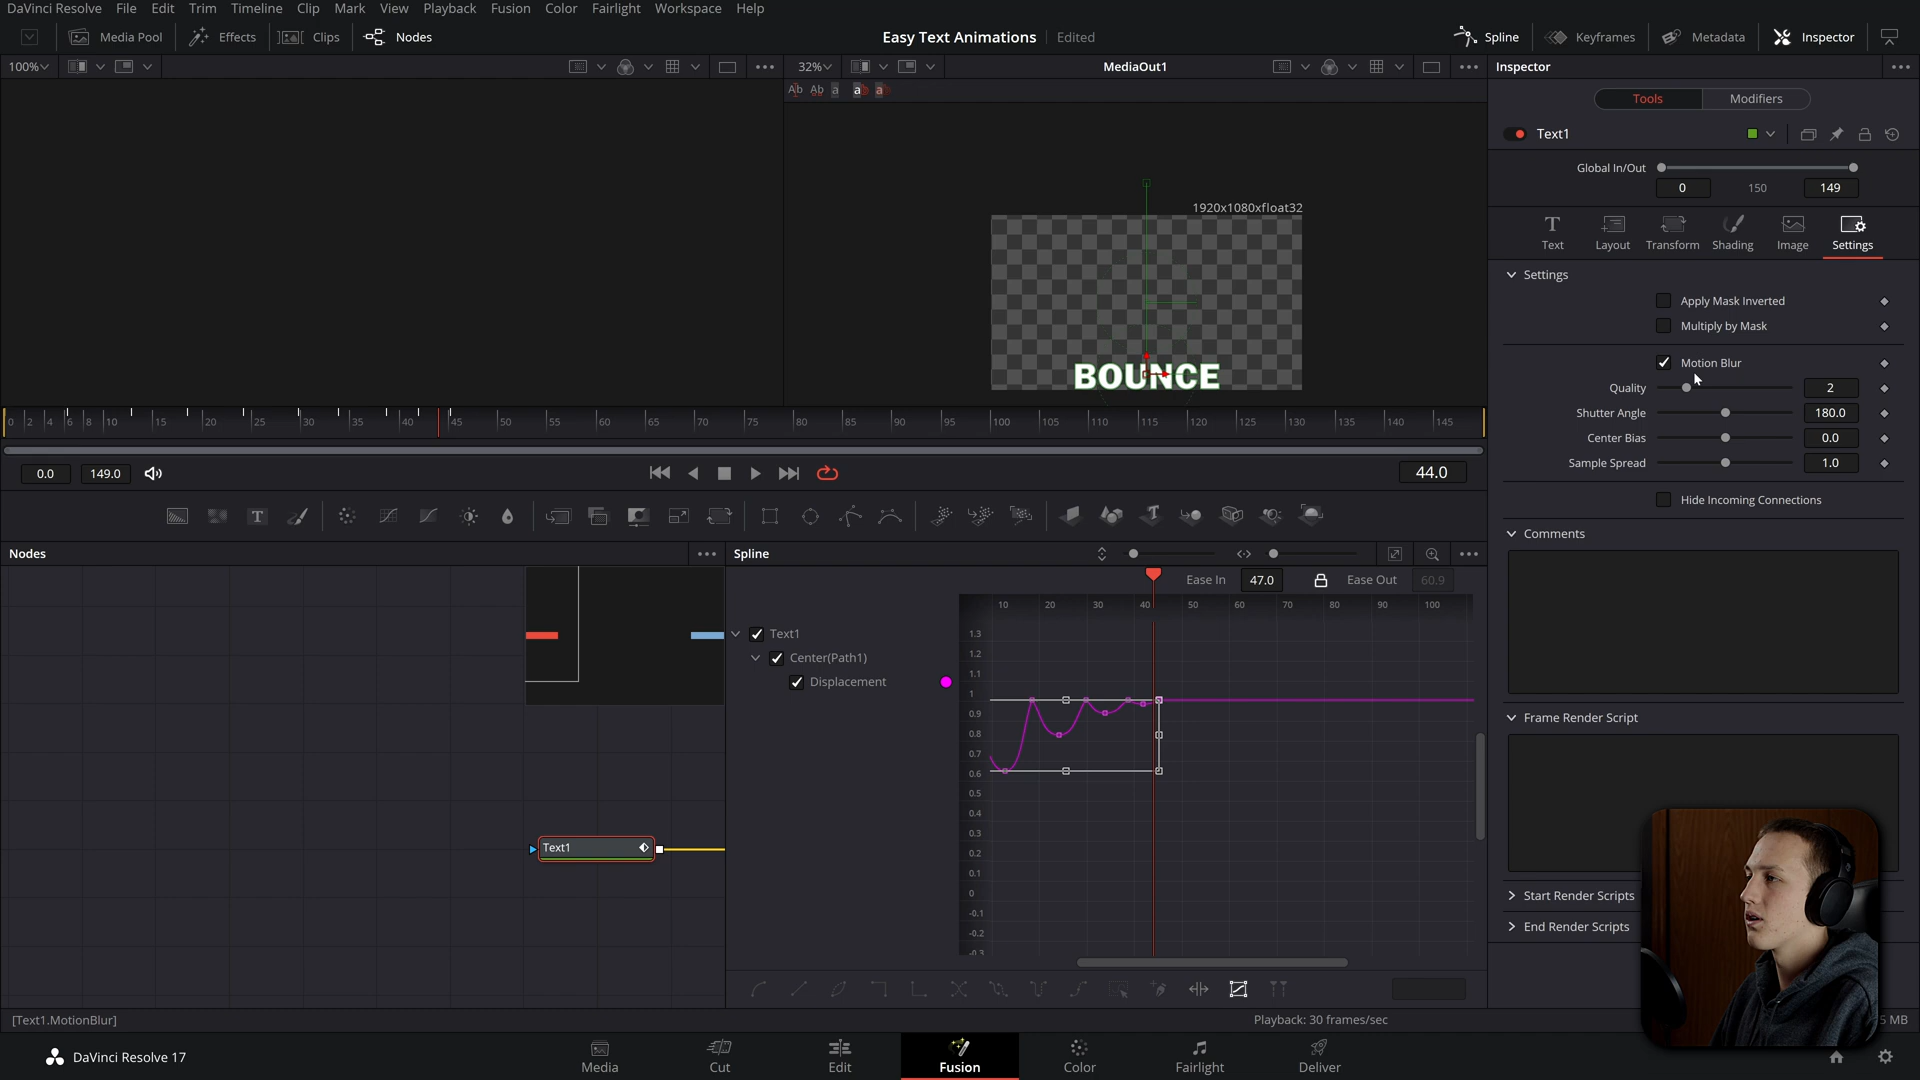 DaVinci Resolve File Edit Trim Timeline Clip Mark View Playback Fusion Color Fairlight Workspace Help
Media Pool Effects Clips Nodes Easy Text Animations Edited Spline Keyframes Metadata Inspector
100% 32% MediaOut1 Inspector
Tools Modifiers
Text1
Global In/Out
0 150 149
1920x1080xfloat32
Text Layout Transform Shading Image Settings
Settings
Apply Mask Inverted
Multiply by Mask
Motion Blur
BOUNCE
Quality 2
Shutter Angle 180.0
Center Bias 0.0
Sample Spread 1.0
0 2 4 6 8 10 15 20 25 30 35 40 45 50 55 60 65 70 75 80 85 90 95 100 105 110 115 120 125 130 135 140 145
0.0 149.0 44.0
Hide Incoming Connections
Comments
Nodes Spline
Ease In 47.0 Ease Out 60.9
10 20 30 40 50 60 70 80 90 100
Text1
Center(Path1)
Displacement
1.3
1.2
1.1
1
0.9
0.8
0.7
0.6
0.5
0.4
0.3
0.2
0.1
0
-0.1
-0.2
-0.3
Frame Render Script
Text1
Start Render Scripts
End Render Scripts
[Text1.MotionBlur] Playback: 30 frames/sec 5 MB
DaVinci Resolve 17
Media Cut Edit Fusion Color Fairlight Deliver